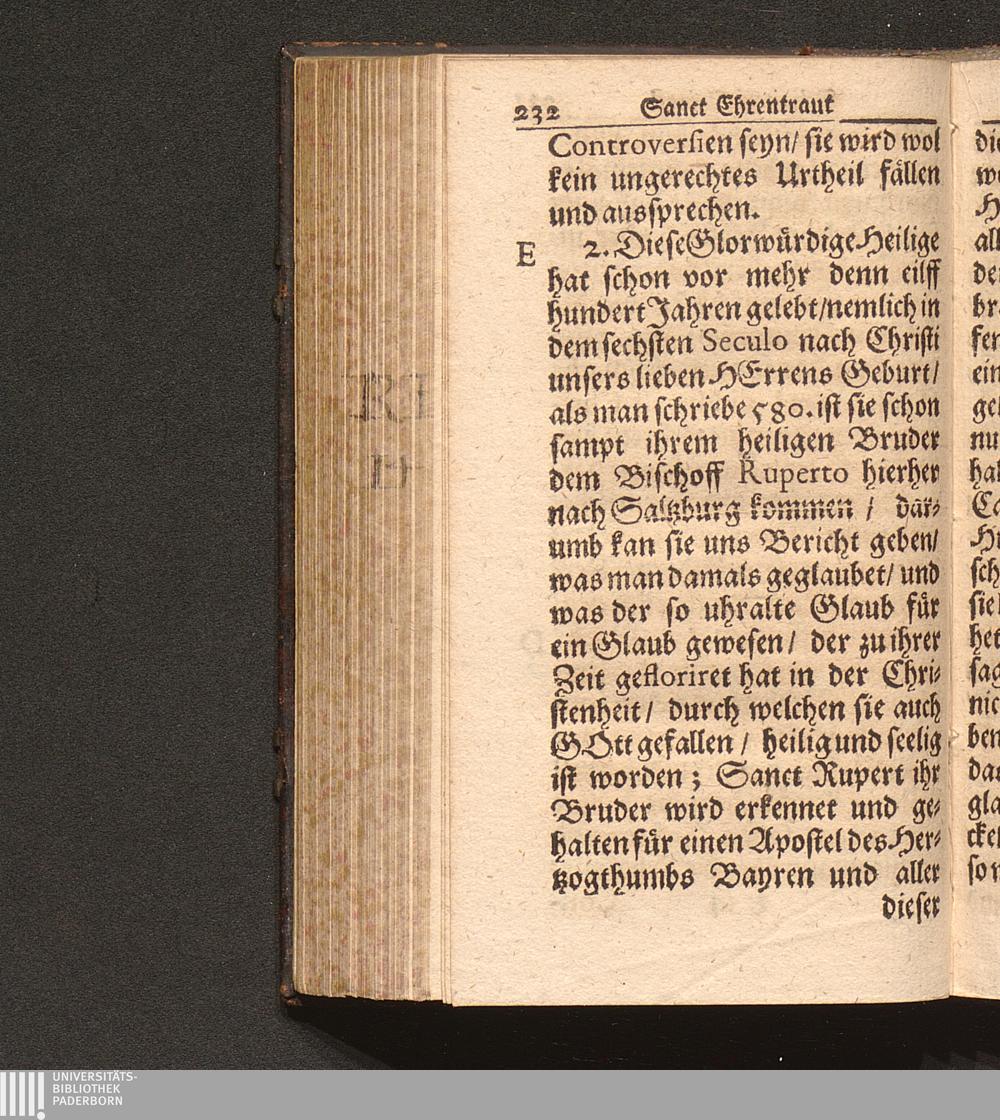 232 Sanct Ehrentraut
Controversien seyn/ sie wird wol
kein ungerechtes Urtheil fällen
und aussprechen.
E 2. Diese Glorwürdige Heilige
hat schon vor mehr denn eilff
hundert Jahren gelebt/nemlich in
dem sechsten Seculo nach Christi
unsers lieben HErrens Geburt/
als man schriebe 580. ist sie schon
sampt ihrem heiligen Bruder
dem Bischoff Ruperto hierher
nach Saltzburg kommen / dar-
umb kan sie uns Bericht geben/
was man damals geglaubet/ und
was der so uhralte Glaub für
ein Glaub gewesen/ der zu ihrer
Zeit gefloriret hat in der Chri-
stenheit/ durch welchen sie auch
GOtt gefallen / heilig und seelig
ist worden; Sanct Rupert ihr
Bruder wird erkennet und ge-
halten für einen Apostel des Her-
tzogthumbs Bayren und aller
dieser
UNIVERSITÄTS-
BIBLIOTHEK
PADERBORN